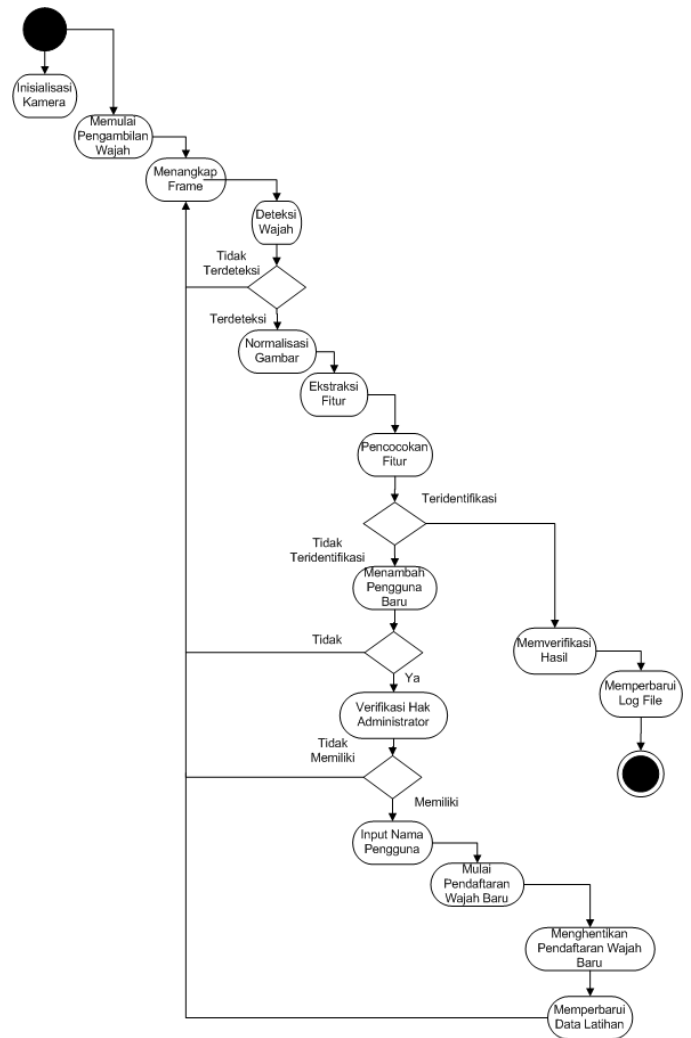 Inisialisasi
Kamera
Memulai
Pengambilan
Wajah
Menangkap
Frame
Deteksi
Wajah
Tidak
Terdeteksi
Terdeteksi
Normalisasi
Gambar
Ekstraksi
Fitur
Pencocokan
Fitur
Teridentifikasi
Tidak
Teridentifikasi
Menambah
Pengguna
Baru
Tidak
Ya
Memverifikasi
Hasil
Memperbarui
Log File
Verifikasi Hak
Administrator
Tidak
Memiliki
Memiliki
Input Nama
Pengguna
Mulai
Pendaftaran
Wajah Baru
Menghentikan
Pendaftaran Wajah
Baru
Memperbarui
Data Latihan